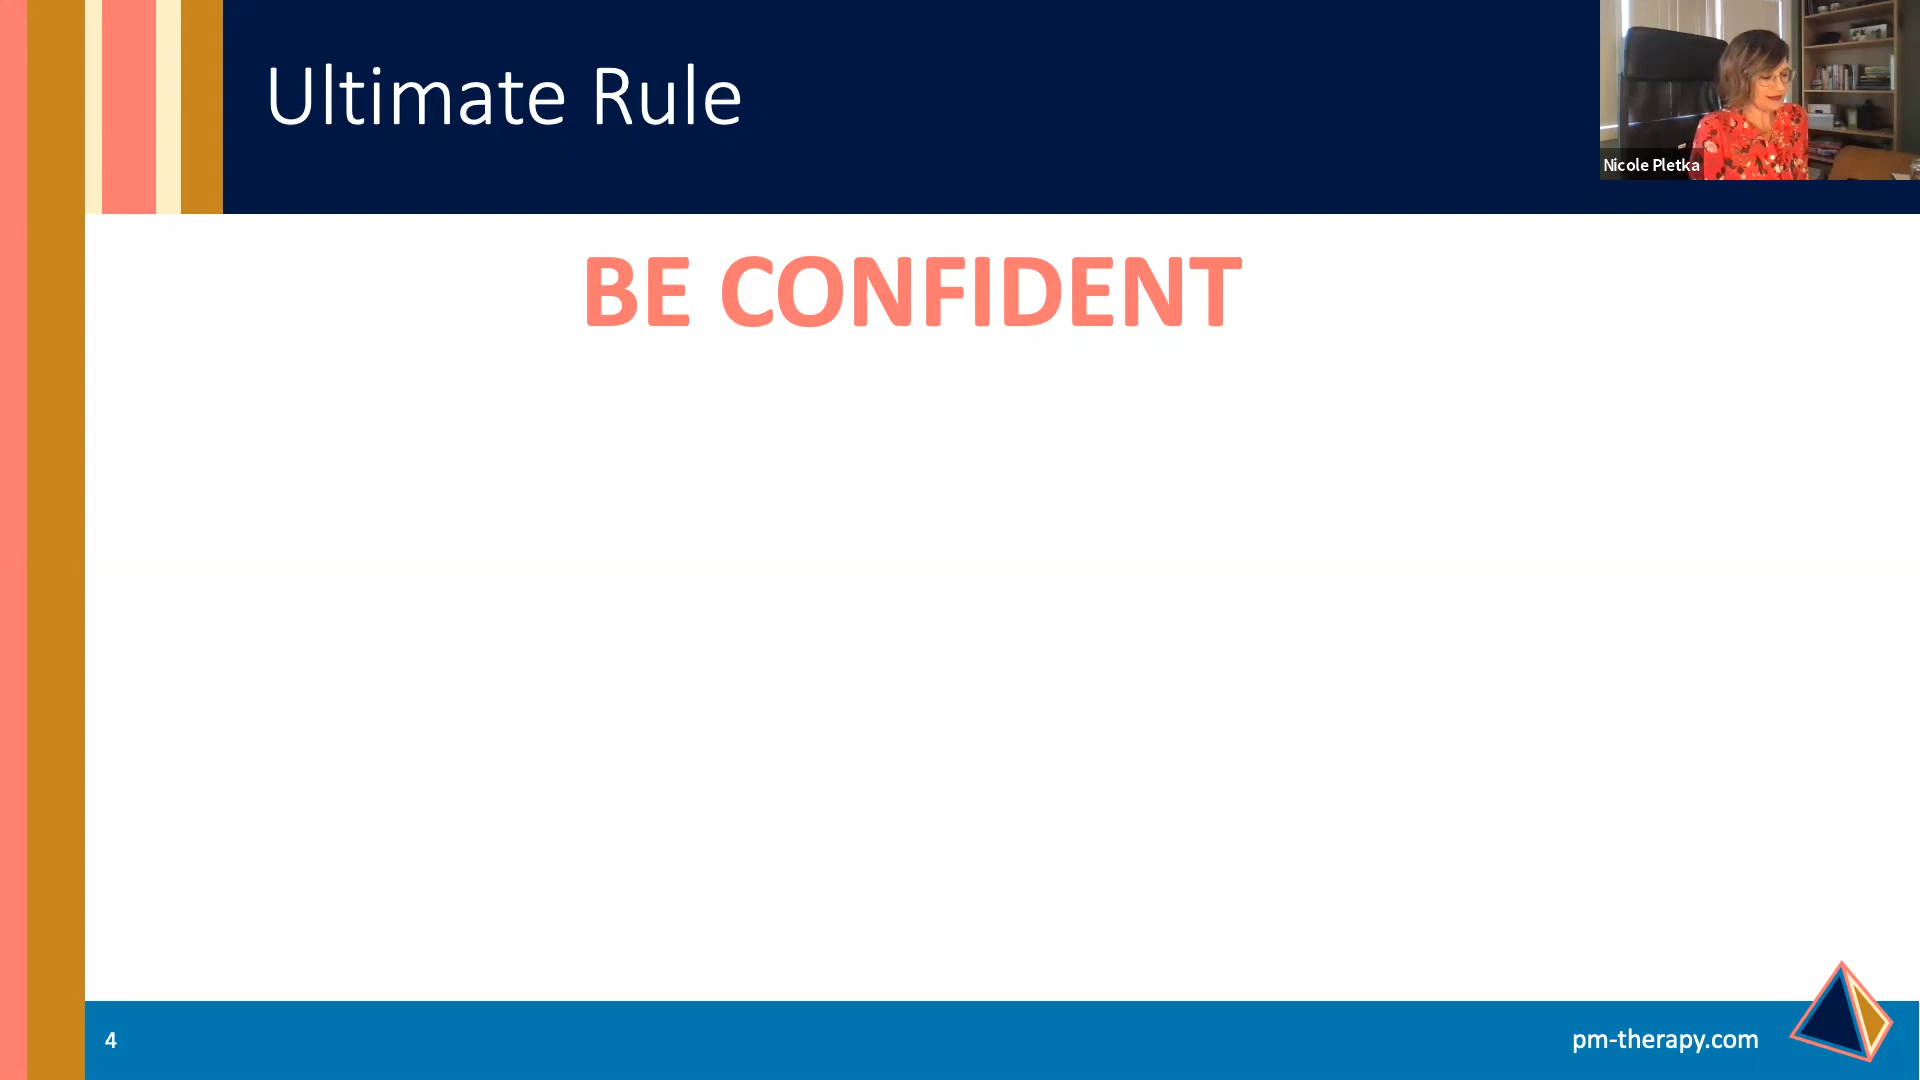 Ultimate Rule
Nicole Pletka
BE CONFIDENT
4
pm-therapy.com